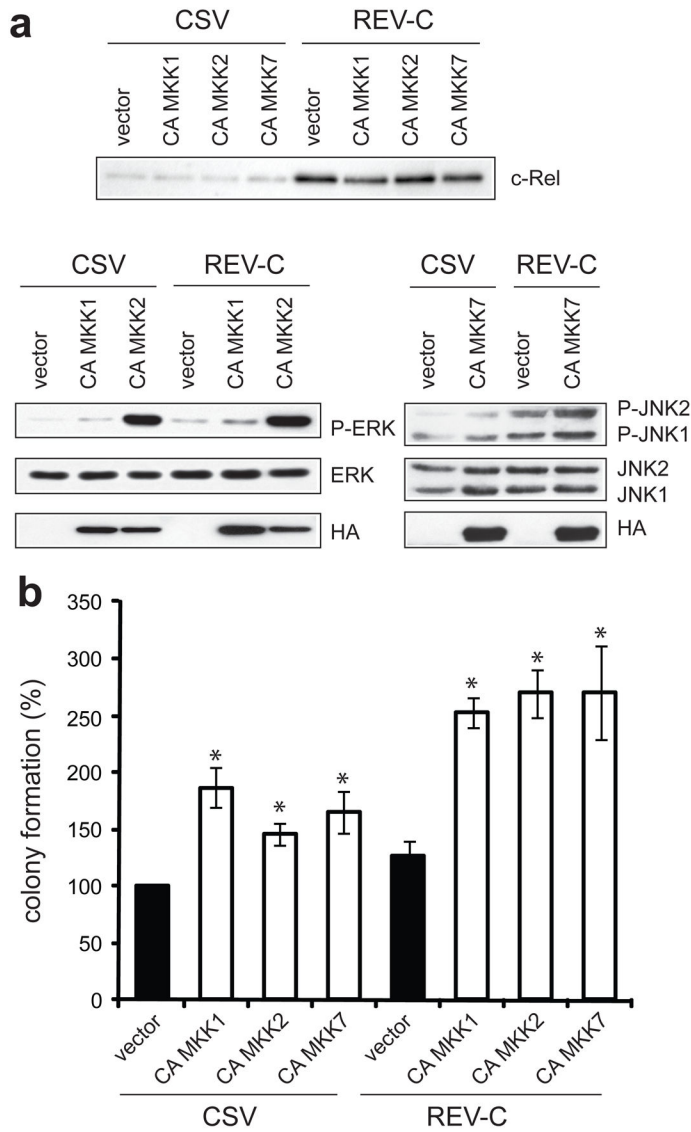 a
CSV REV-C
vector CA MKK1 CA MKK2 CA MKK7 vector CA MKK1 CA MKK2 CA MKK7
c-Rel
CSV REV-C
vector CA MKK1 CA MKK2 vector CA MKK1 CA MKK2
P-ERK
ERK
HA
CSV REV-C
vector CA MKK7 vector CA MKK7
P-JNK2
P-JNK1
JNK2
JNK1
HA
b
colony formation (%)
350
300
250
200
150
100
50
0
* * * * * *
vector CA MKK1 CA MKK2 CA MKK7 vector CA MKK1 CA MKK2 CA MKK7
CSV REV-C